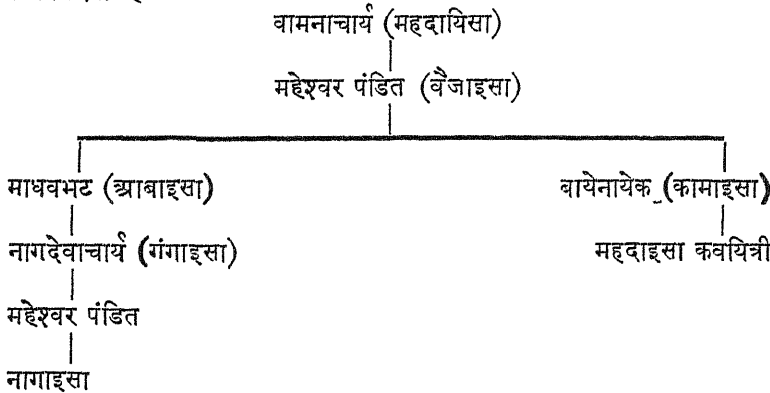 वामनाचार्य (महदायिसा)
महेश्वर पंडित (वैजाइसा)
माधवभट (आबाइसा) बायेनायेक (कामाइसा)
नागदेवाचार्य (गंगाइसा) महदाइसा कवयित्री
महेश्वर पंडित
नागाइसा